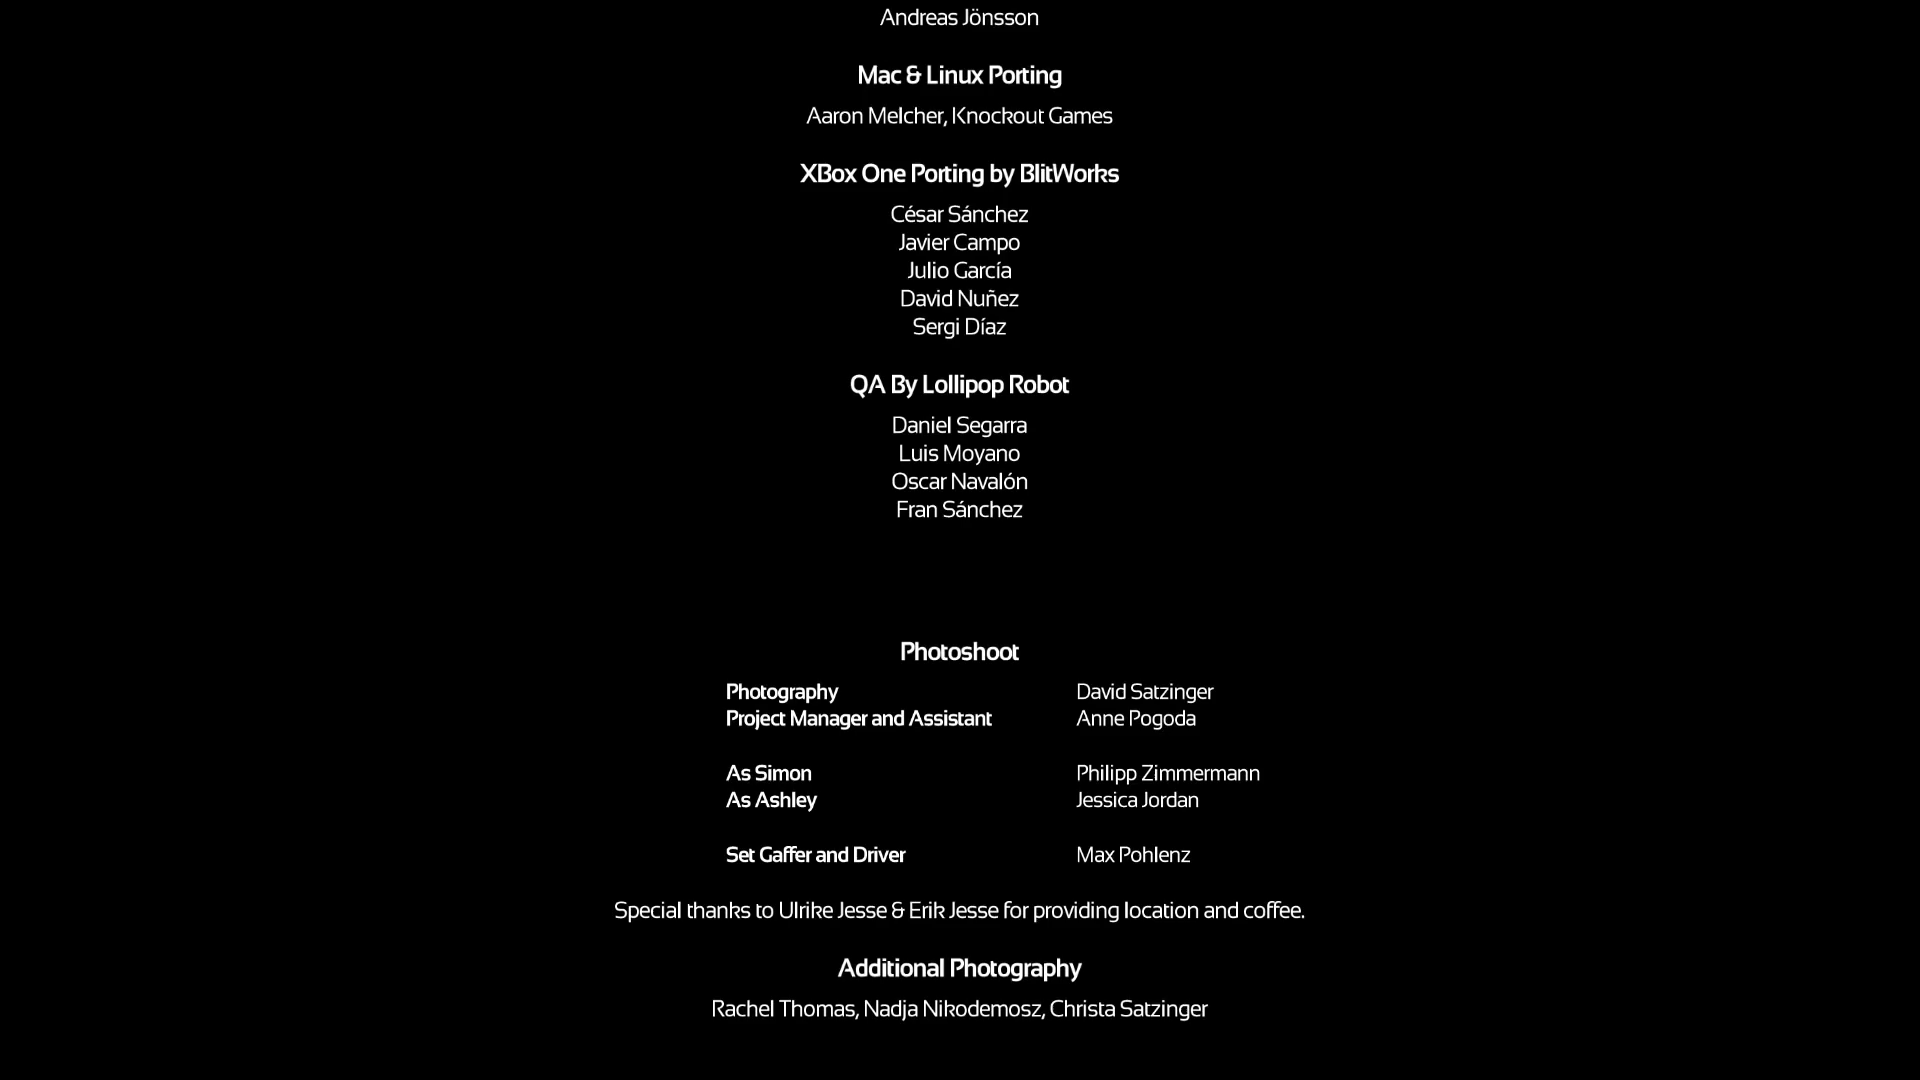 Andreas Jönsson
Mac & Linux Porting
Aaron Melcher, Knockout Games
XBox One Porting by BlitWorks
César Sánchez
Javier Campo
Julio García
David Nuñez
Sergi Díaz
QA By Lollipop Robot
Daniel Segarra
Luis Moyano
Oscar Navalón
Fran Sánchez
Photoshoot
Photography David Satzinger
Project Manager and Assistant Anne Pogoda
As Simon Philipp Zimmermann
As Ashley Jessica Jordan
Set Gaffer and Driver Max Pohlenz
Special thanks to Ulrike Jesse & Erik Jesse for providing location and coffee.
Additional Photography
Rachel Thomas, Nadja Nikodemosz, Christa Satzinger